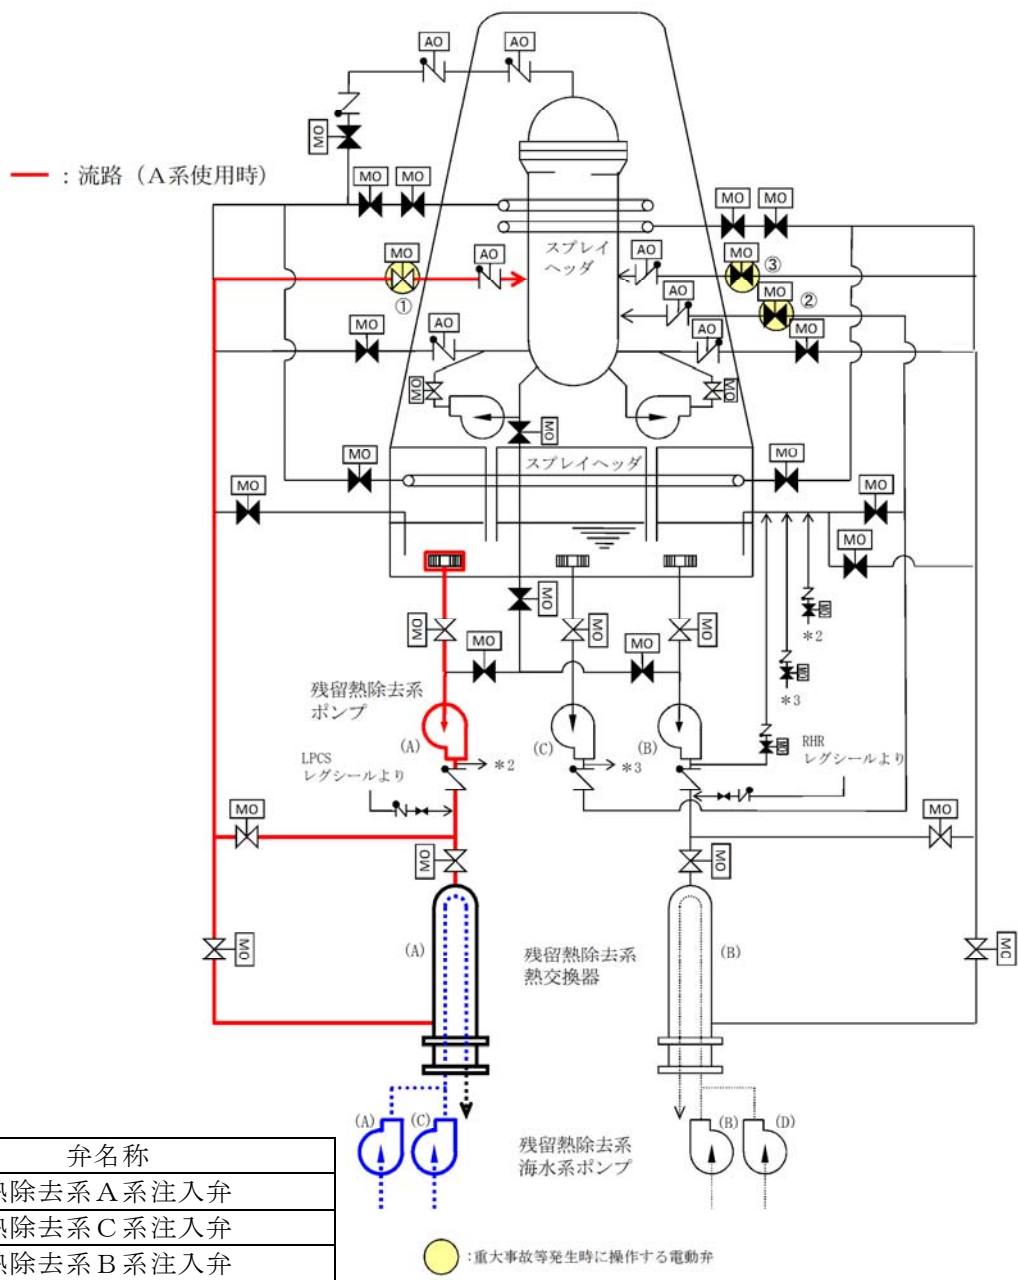 AO
AO
MO
━ : 流路（A系使用時）
MO
MO
MO
MO
スプレイ
ヘッダ
MO
AO
AO
MO
③
①
AO
MO
②
MO
AO
AO
MO
MO
MO
MO
スプレイヘッダ
MO
MO
MO
MO
MO
MO
MO
MO
MO
MO
MO
MO
MO
*2
MO
*3
残留熱除去系
ポンプ
(A)
(C)
(B)
MO
LPCS
レグシールより
*2
*3
RHR
レグシールより
MO
MO
MO
MO
(A)
残留熱除去系
熱交換器
(B)
MO
MO
(A)
(C)
(B)
(D)
残留熱除去系
海水系ポンプ
弁名称
熱除去系A系注入弁
熱除去系C系注入弁
熱除去系B系注入弁
:重大事故等発生時に操作する電動弁